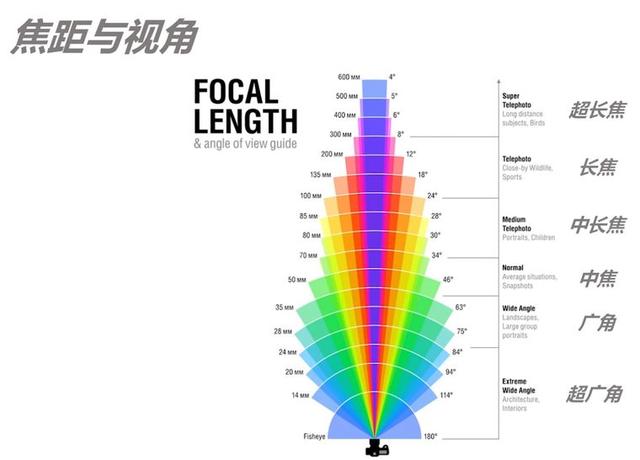 焦距与视角
FOCAL
LENGTH
& angle of view guide
600 MM 4°
500 MM 5°
400 MM 6°
300 MM 8°
200 MM 12°
135 MM 18°
100 MM 24°
85 MM 28°
80 MM 30°
70 MM 34°
50 MM 46°
35 MM 63°
28 MM 75°
24 MM 84°
20 MM 94°
14 MM 114°
Fisheye 180°
Super
Telephoto
Long distance
subjects, Birds
超长焦
Telephoto
Close-by Wildlife,
Sports
长焦
Medium
Telephoto
Portraits, Children
中长焦
Normal
Average situations,
Snapshots
中焦
Wide Angle
Landscapes,
Large group
portraits
广角
Extreme
Wide Angle
Architecture,
Interiors
超广角